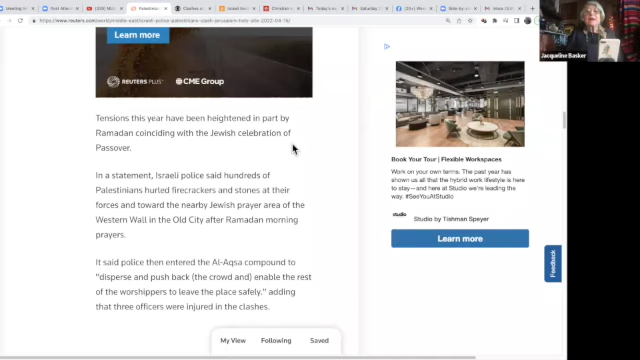 Learn more
REUTERS PLUS
CME Group
Tensions this year have been heightened in part by
Ramadan coinciding with the Jewish celebration of
Passover.
In a statement, Israeli police said hundreds of
Palestinians hurled firecrackers and stones at their
forces and toward the nearby Jewish prayer area of the
Western Wall in the Old City after Ramadan morning
prayers.
It said police then entered the Al-Aqsa compound to
"disperse and push back (the crowd and) enable the rest
of the worshippers to leave the place safely," adding
that three officers were injured in the clashes.
My View Following Saved
Book Your Tour | Flexible Workspaces
Work on your own terms. The past year has
shown us all that the hybrid work lifestyle is here
to stay—and here at Studio we're leading the
way. #SeeYouAtStudio
studio
Studio by Tishman Speyer
Learn more
Feedback
Jacqueline Basker